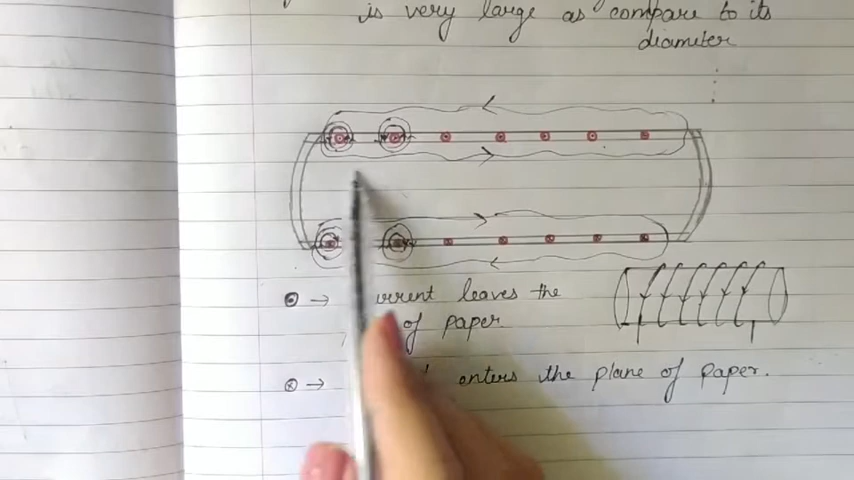 is very large as compare to its
diameter
→ urrent leaves the
of paper.
→ enters the plane of paper.